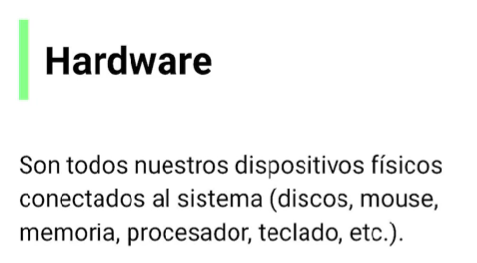 Hardware
Son todos nuestros dispositivos físicos
conectados al sistema (discos, mouse,
memoria, procesador, teclado, etc.).